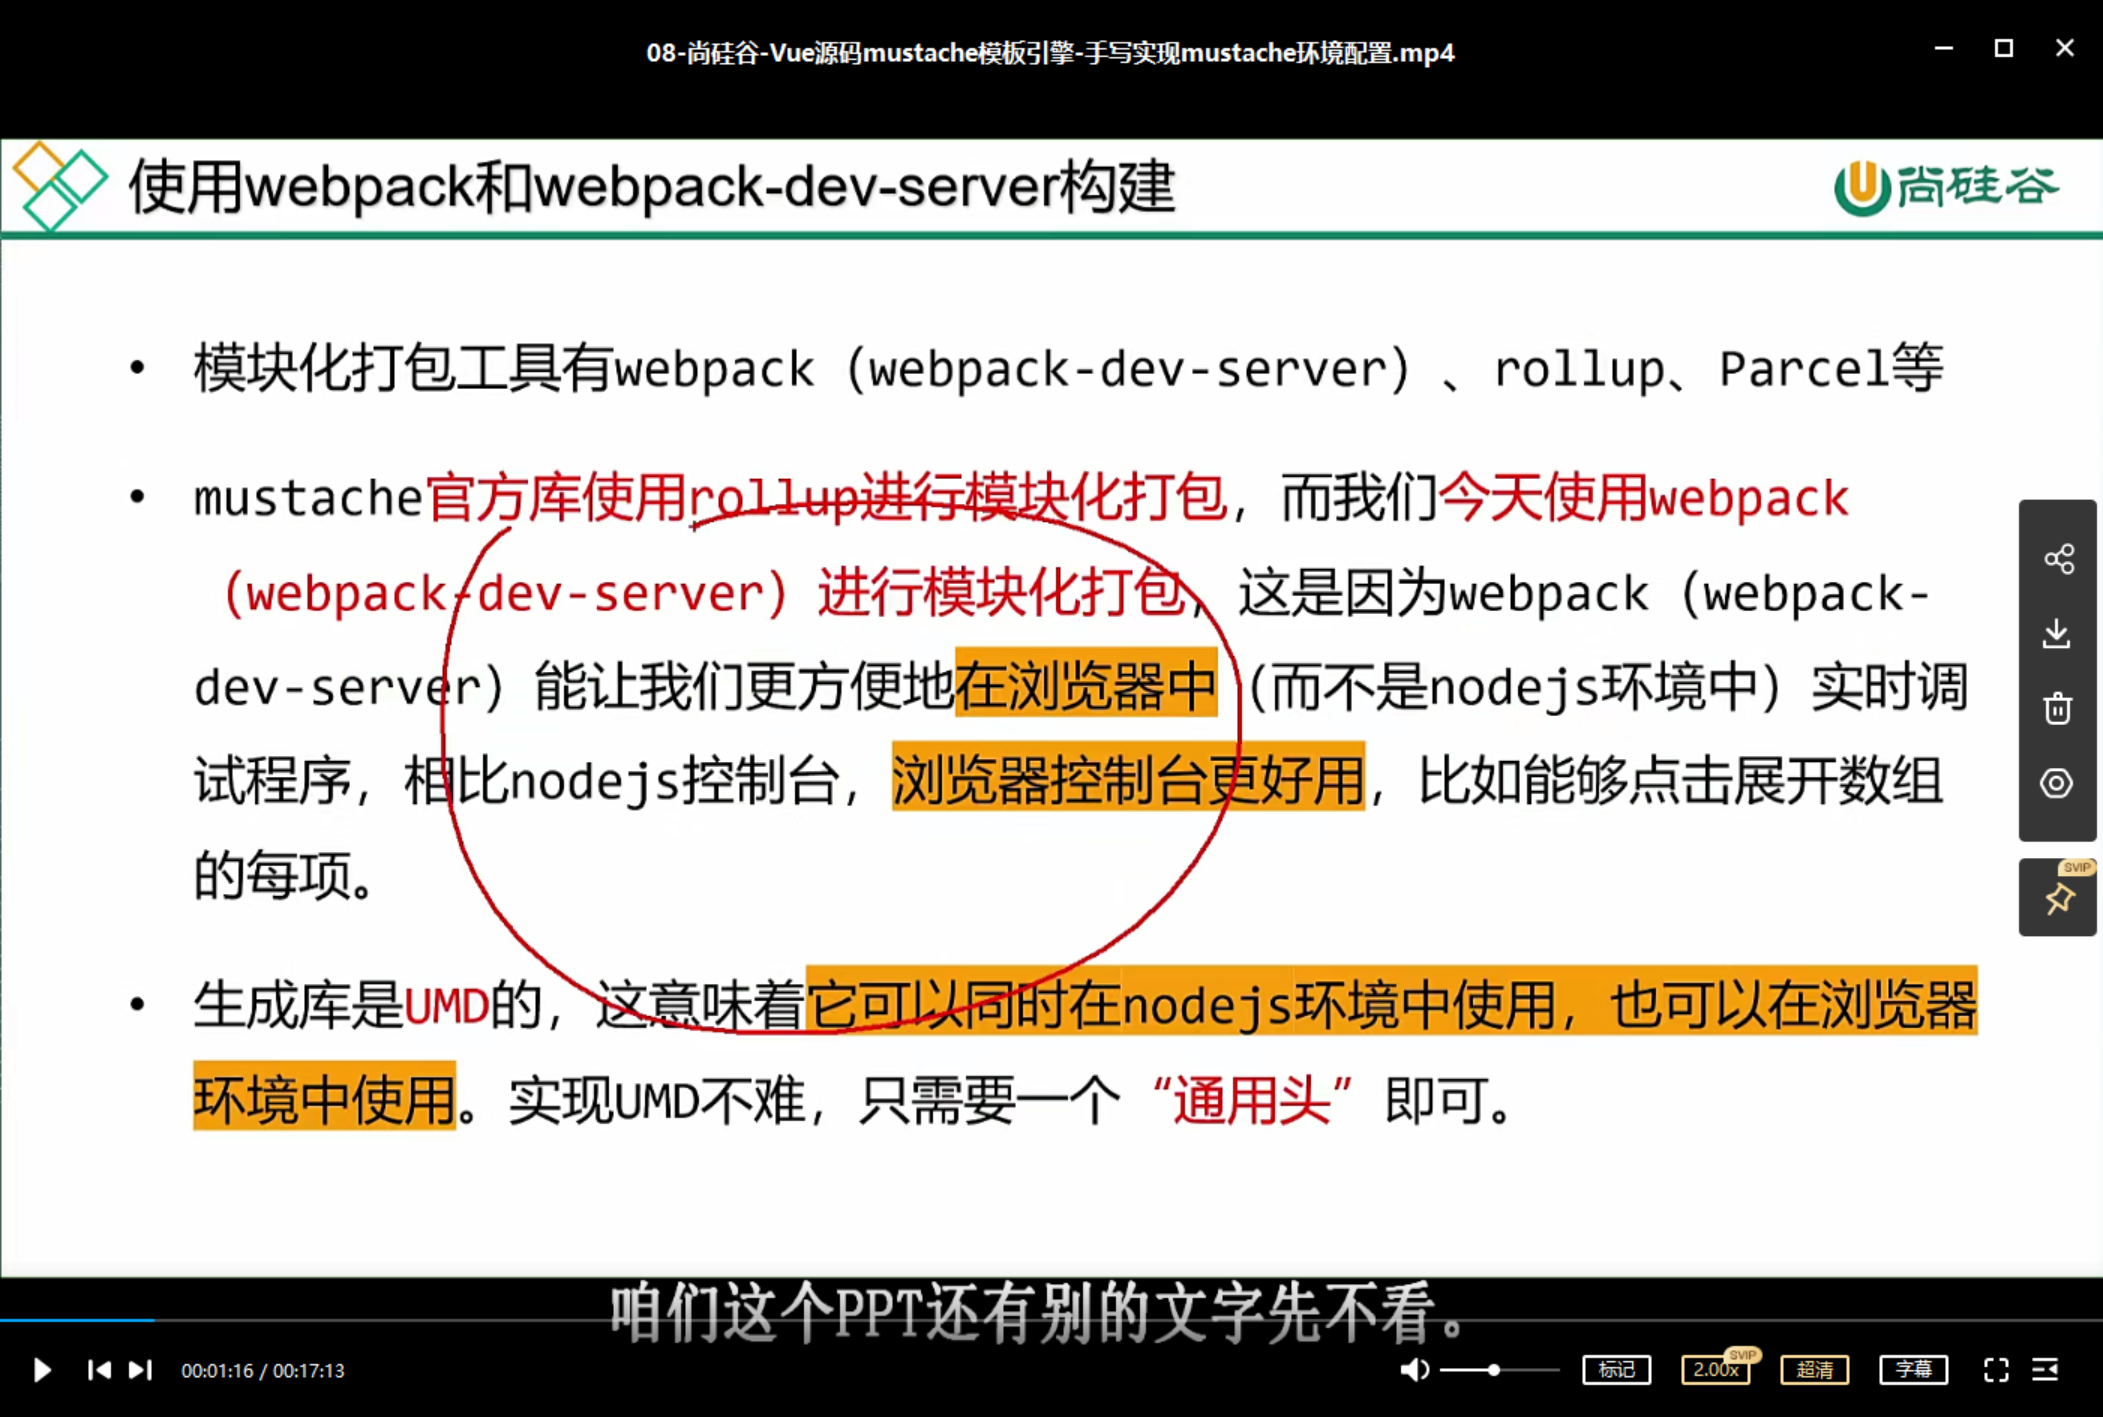 08-尚硅谷-Vue源码mustache模板引擎-手写实现mustache环境配置.mp4
使用webpack和webpack-dev-server构建
尚硅谷
• 模块化打包工具有webpack（webpack-dev-server）、rollup、Parcel等
• mustache官方库使用rollup进行模块化打包，而我们今天使用webpack
（webpack-dev-server）进行模块化打包，这是因为webpack（webpack-
dev-server）能让我们更方便地在浏览器中（而不是nodejs环境中）实时调
试程序，相比nodejs控制台，浏览器控制台更好用，比如能够点击展开数组
的每项。
• 生成库是UMD的，这意味着它可以同时在nodejs环境中使用，也可以在浏览器
环境中使用。实现UMD不难，只需要一个“通用头”即可。
SVIP
咱们这个PPT还有别的文字先不看。
00:01:16 / 00:17:13
标记
2.00x
SVIP
超清
字幕